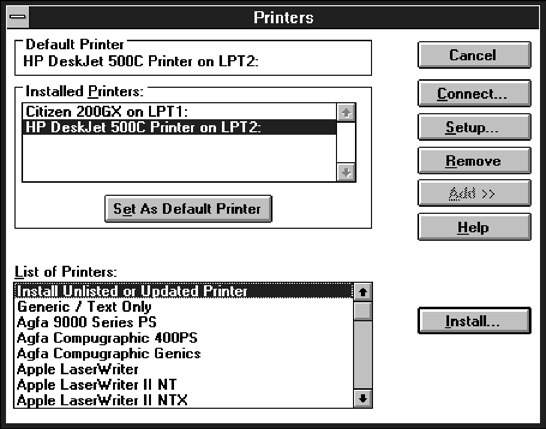 Printers
Default Printer
HP DeskJet 500C Printer on LPT2:
Installed Printers:
Citizen 200GX on LPT1:
HP DeskJet 500C Printer on LPT2:
Set As Default Printer
Cancel
Connect...
Setup...
Remove
Add >>
Help
List of Printers:
Install Unlisted or Updated Printer
Generic / Text Only
Agfa 9000 Series PS
Agfa Compugraphic 400PS
Agfa Compugraphic Genics
Apple LaserWriter
Apple LaserWriter II NT
Apple LaserWriter II NTX
Install...